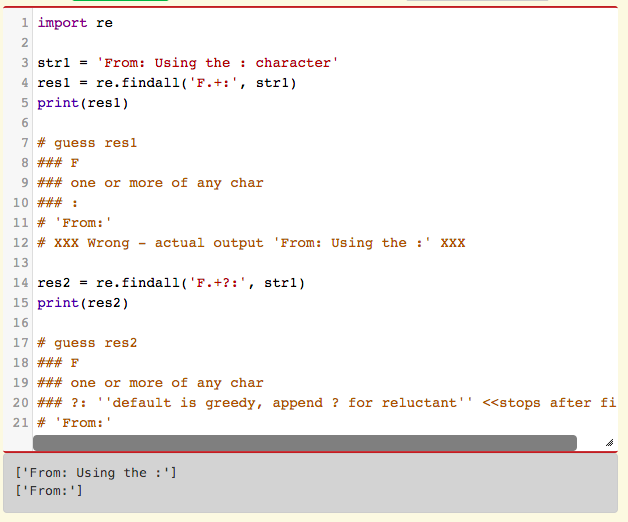 1 import re
2
3 str1 = 'From: Using the : character'
4 res1 = re.findall('F.+:', str1)
5 print(res1)
6
7 # guess res1
8 ### F
9 ### one or more of any char
10 ### :
11 # 'From:'
12 # XXX Wrong - actual output 'From: Using the :' XXX
13
14 res2 = re.findall('F.+?:', str1)
15 print(res2)
16
17 # guess res2
18 ### F
19 ### one or more of any char
20 ### ?: ''default is greedy, append ? for reluctant'' <<stops after fi
21 # 'From:'
['From: Using the :']
['From:']